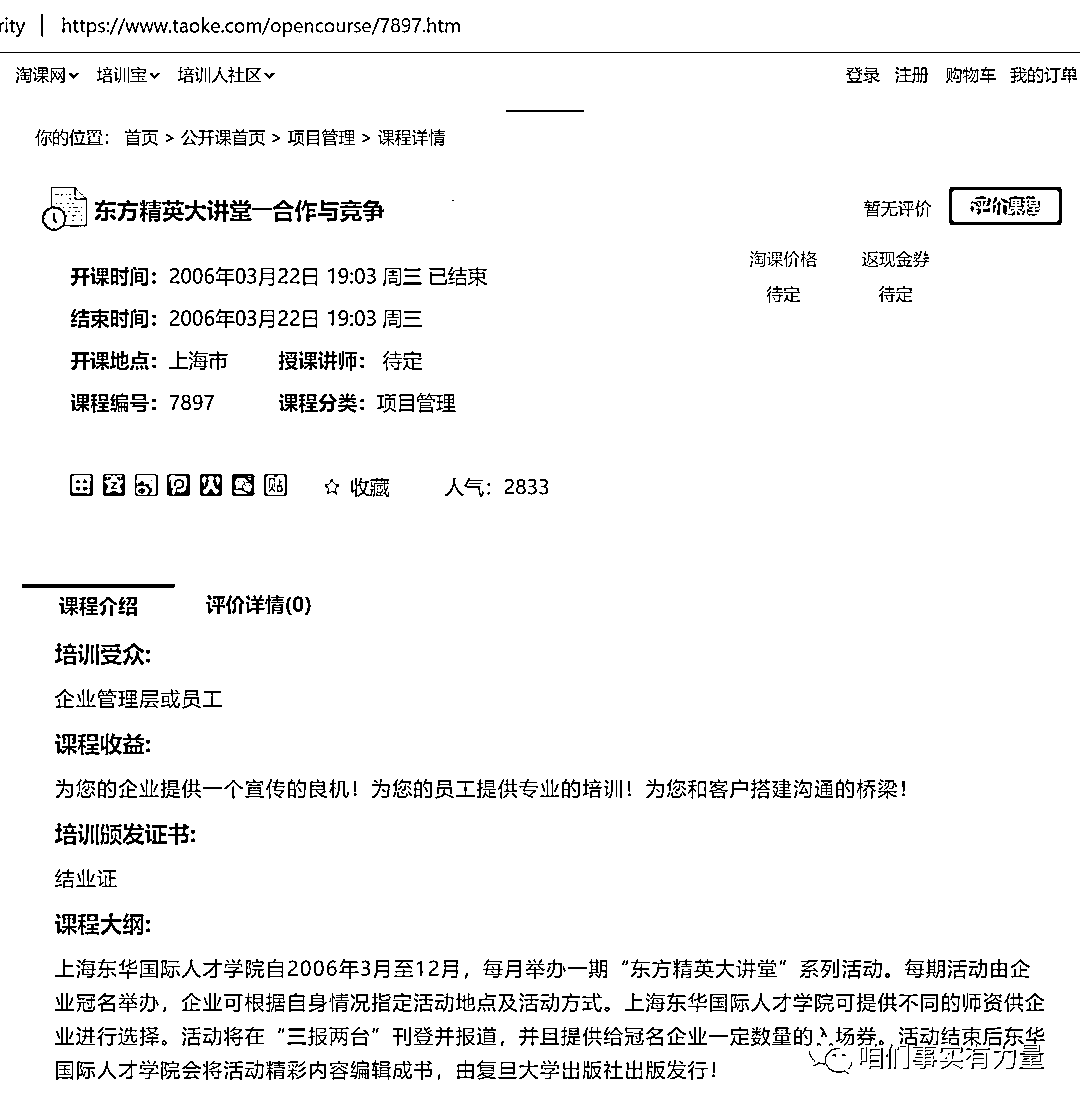 rity | https://www.taoke.com/opencourse/7897.htm
淘课网 培训宝 培训人社区 登录 注册 购物车 我的订单
你的位置: 首页 > 公开课首页 > 项目管理 > 课程详情
东方精英大讲堂—合作与竞争 暂无评价 评价课程
淘课价格 返现金券
待定 待定
开课时间: 2006年03月22日 19:03 周三 已结束
结束时间: 2006年03月22日 19:03 周三
开课地点: 上海市 授课讲师: 待定
课程编号: 7897 课程分类: 项目管理
贴 收藏 人气: 2833
课程介绍 评价详情(0)
培训受众:
企业管理层或员工
课程收益:
为您的企业提供一个宣传的良机！为您的员工提供专业的培训！为您和客户搭建沟通的桥梁！
培训颁发证书:
结业证
课程大纲:
上海东华国际人才学院自2006年3月至12月，每月举办一期“东方精英大讲堂”系列活动。每期活动由企
业冠名举办，企业可根据自身情况指定活动地点及活动方式。上海东华国际人才学院可提供不同的师资供企
业进行选择。活动将在“三报两台”刊登并报道，并且提供给冠名企业一定数量的入场券。活动结束后东华
国际人才学院会将活动精彩内容编辑成书，由复旦大学出版社出版发行！
咱们事实有力量